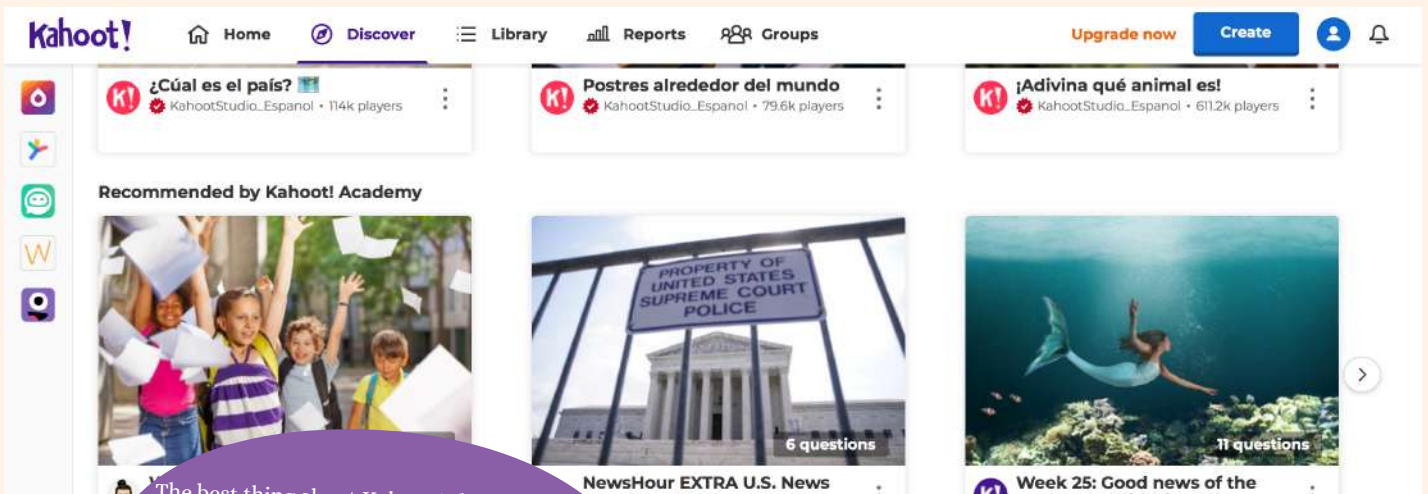 Kahoot!
Home
Discover
Library
Reports
Groups
Upgrade now
Create
¿Cúal es el país?
KahootStudio_Espanol • 114k players
Postres alrededor del mundo
KahootStudio_Espanol • 79.6k players
¡Adivina qué animal es!
KahootStudio_Espanol • 611.2k players
Recommended by Kahoot! Academy
PROPERTY OF
UNITED STATES
SUPREME COURT
POLICE
6 questions
11 questions
The best thing
NewsHour EXTRA U.S. News
Week 25: Good news of the